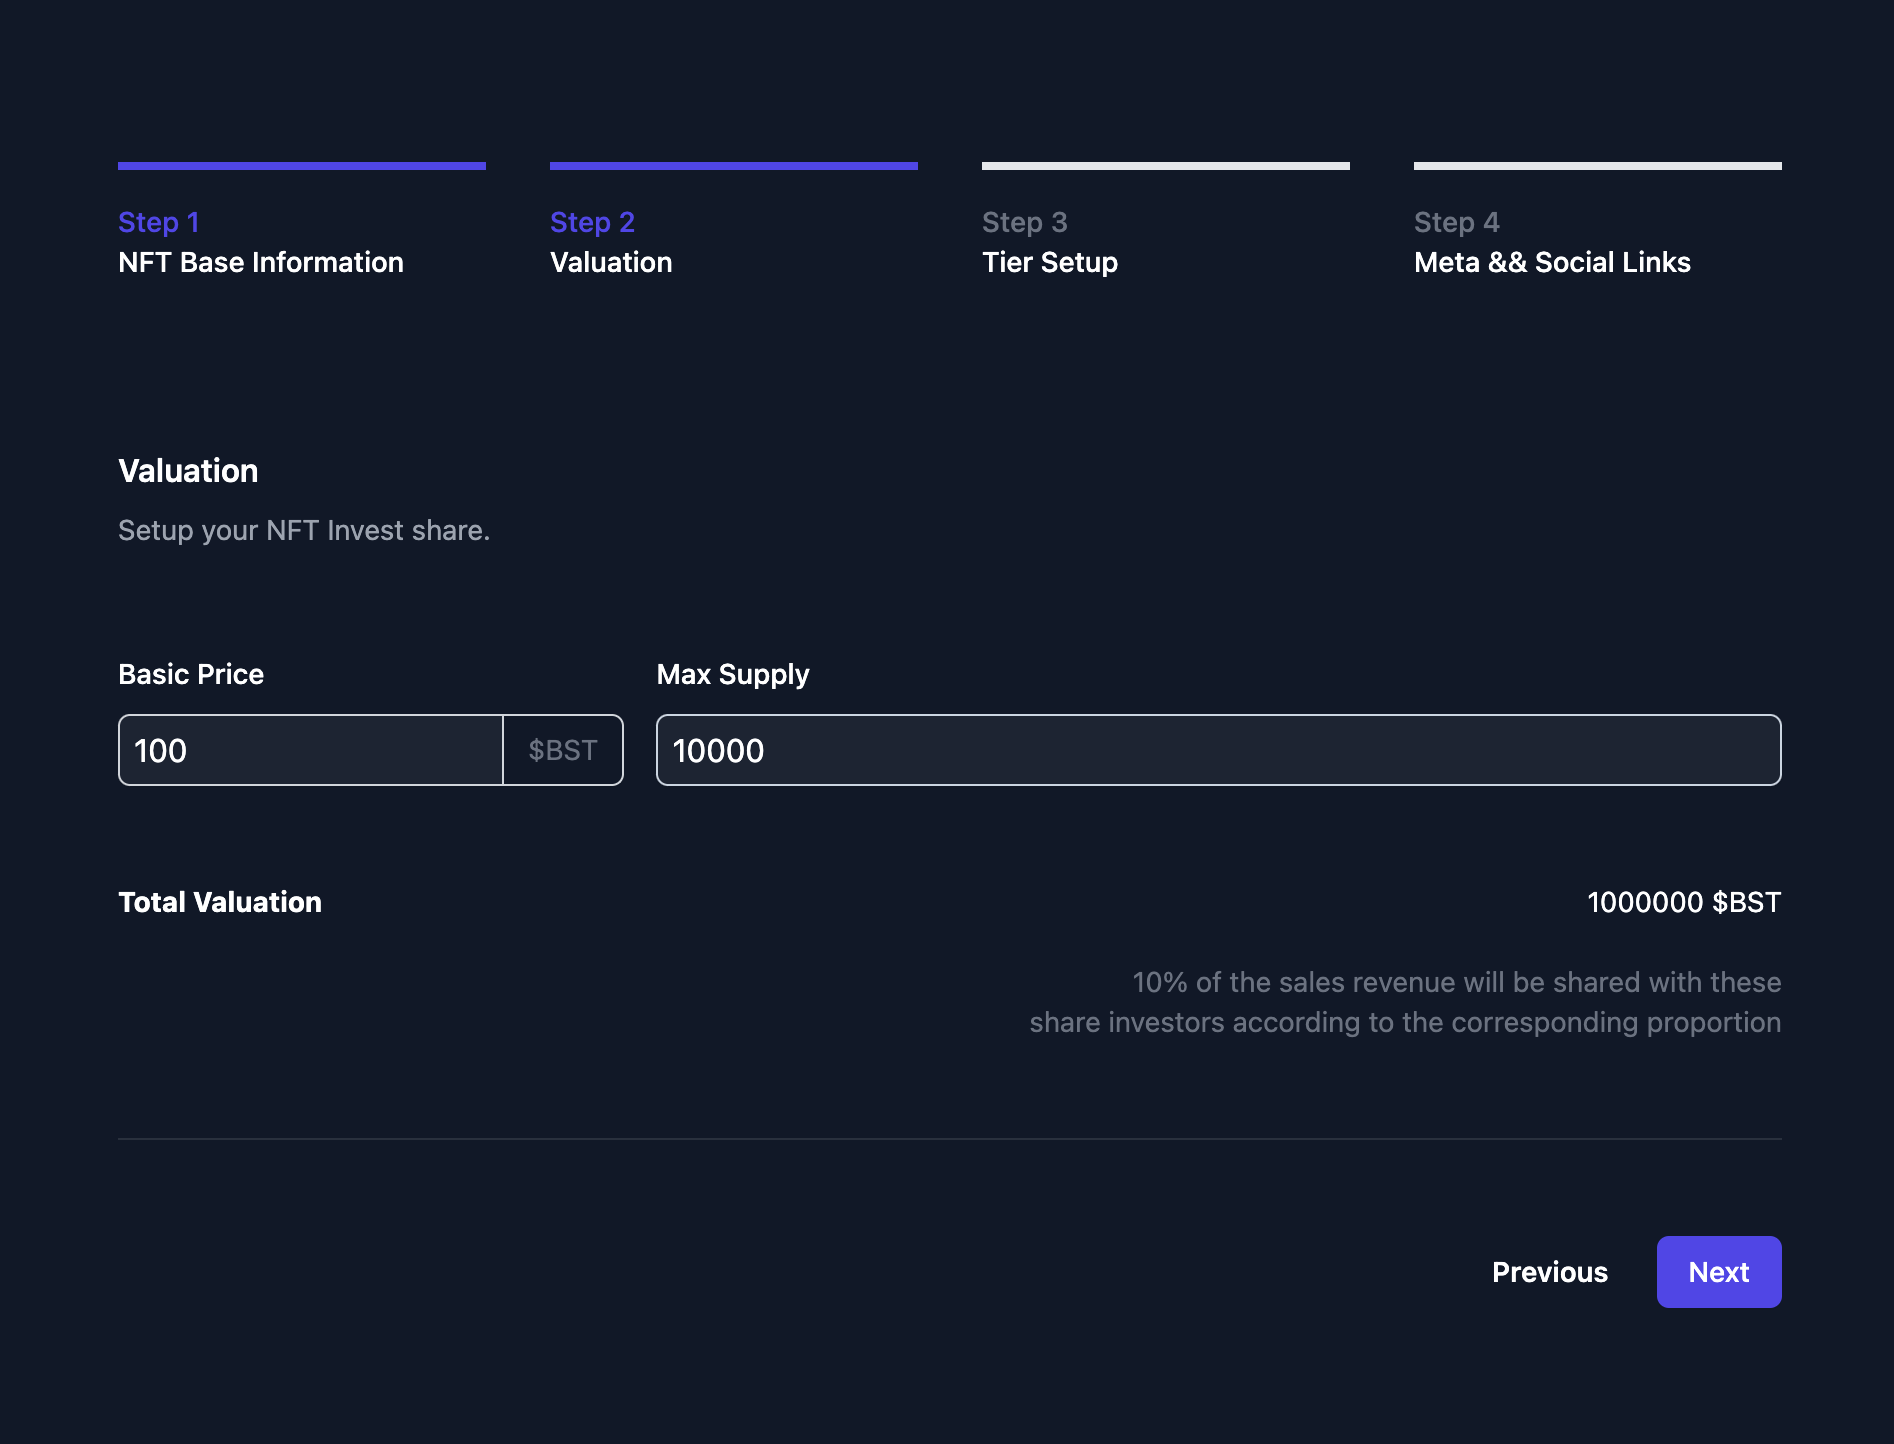 Step 1
NFT Base Information
Step 2
Valuation
Step 3
Tier Setup
Step 4
Meta && Social Links
Valuation
Setup your NFT Invest share.
Basic Price
100 $BST
Max Supply
10000
Total Valuation
1000000 $BST
10% of the sales revenue will be shared with these
share investors according to the corresponding proportion
Previous
Next